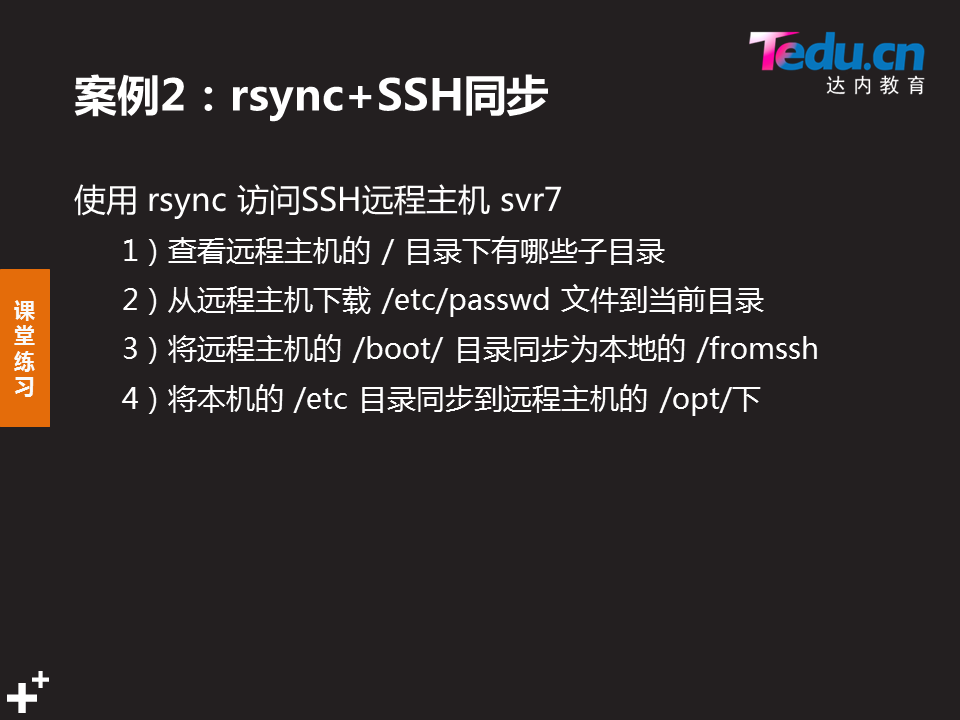 Tedu.cn
达内教育
案例2：rsync+SSH同步
使用 rsync 访问SSH远程主机 svr7
1）查看远程主机的 / 目录下有哪些子目录
2）从远程主机下载 /etc/passwd 文件到当前目录
3）将远程主机的 /boot/ 目录同步为本地的 /fromssh
4）将本机的 /etc 目录同步到远程主机的 /opt/下
课堂练习